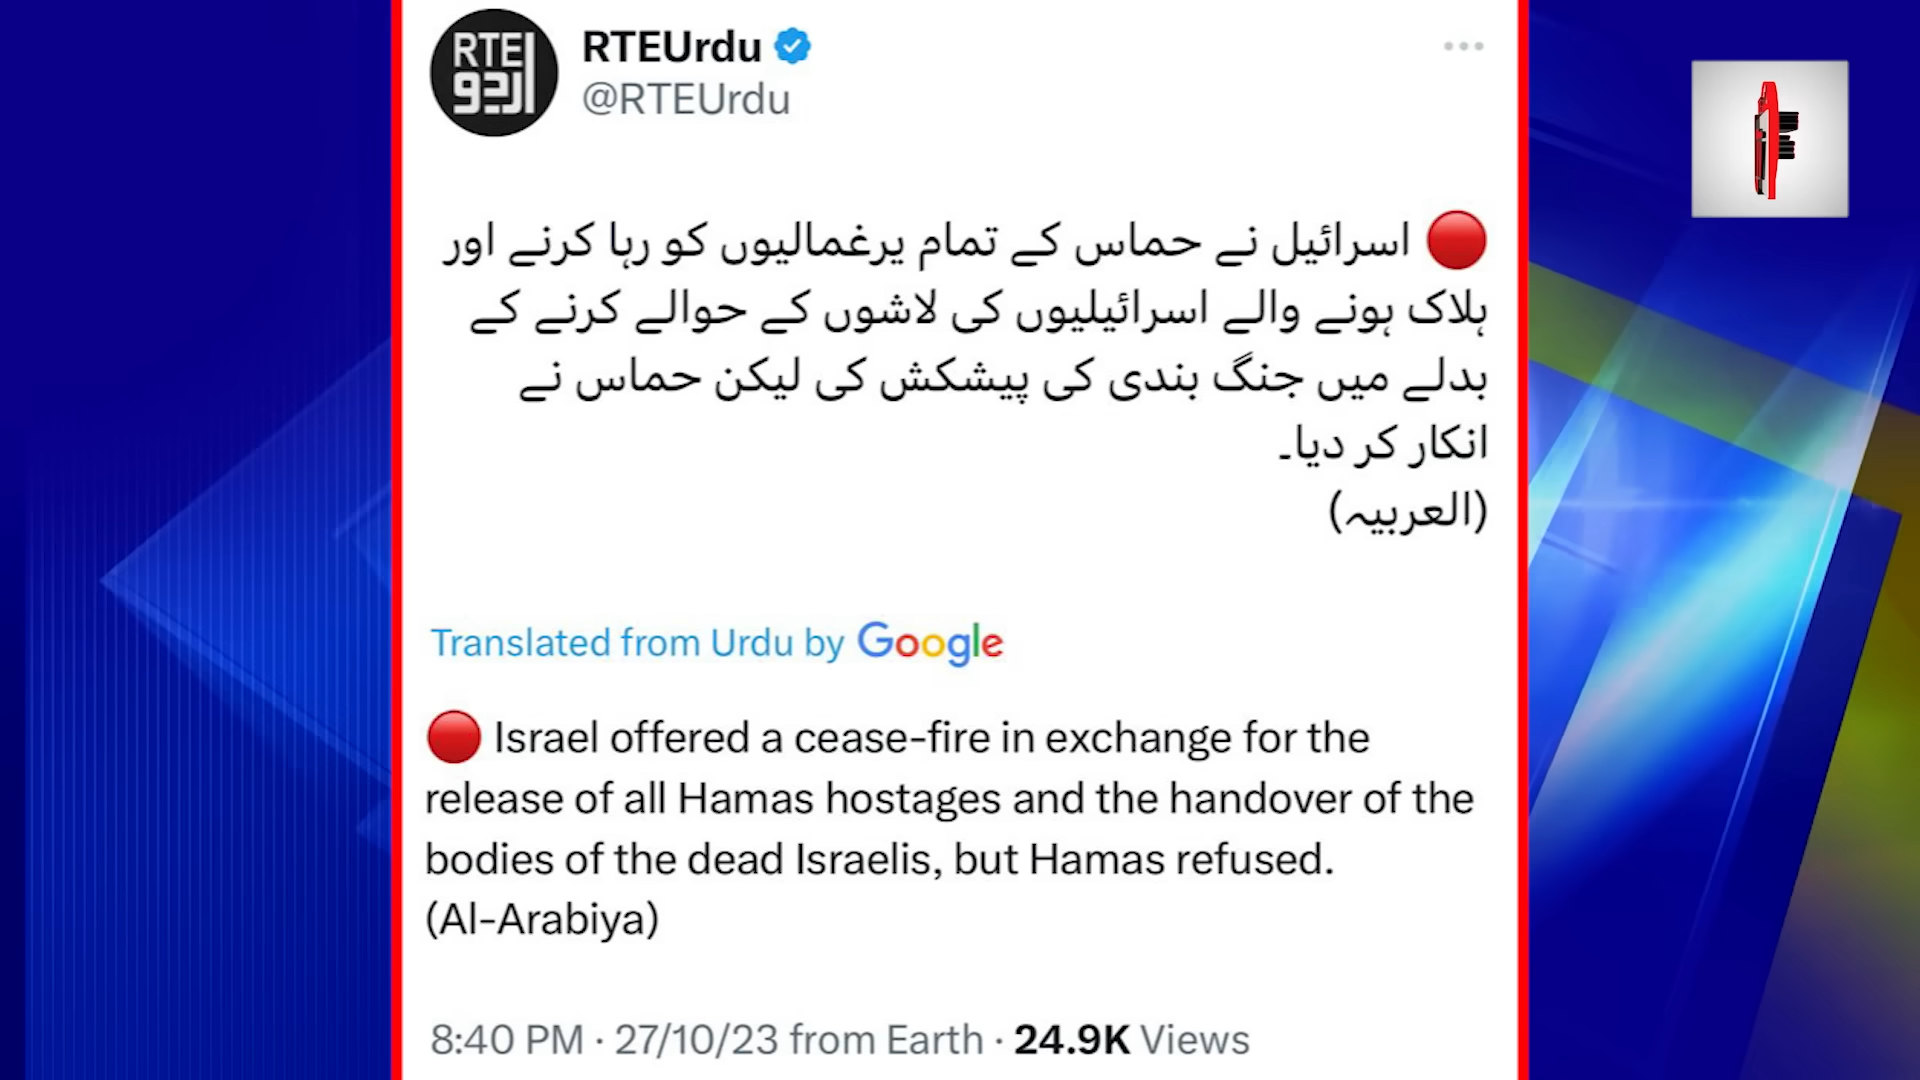 RTE
اردو
RTEUrdu
@RTEUrdu
🔴 اسرائیل نے حماس کے تمام یرغمالیوں کو رہا کرنے اور
ہلاک ہونے والے اسرائیلیوں کی لاشوں کے حوالے کرنے کے
بدلے میں جنگ بندی کی پیشکش کی لیکن حماس نے
انکار کر دیا۔
(العربیہ)
Translated from Urdu by Google
🔴 Israel offered a cease-fire in exchange for the
release of all Hamas hostages and the handover of the
bodies of the dead Israelis, but Hamas refused.
(Al-Arabiya)
8:40 PM · 27/10/23 from Earth · 24.9K Views